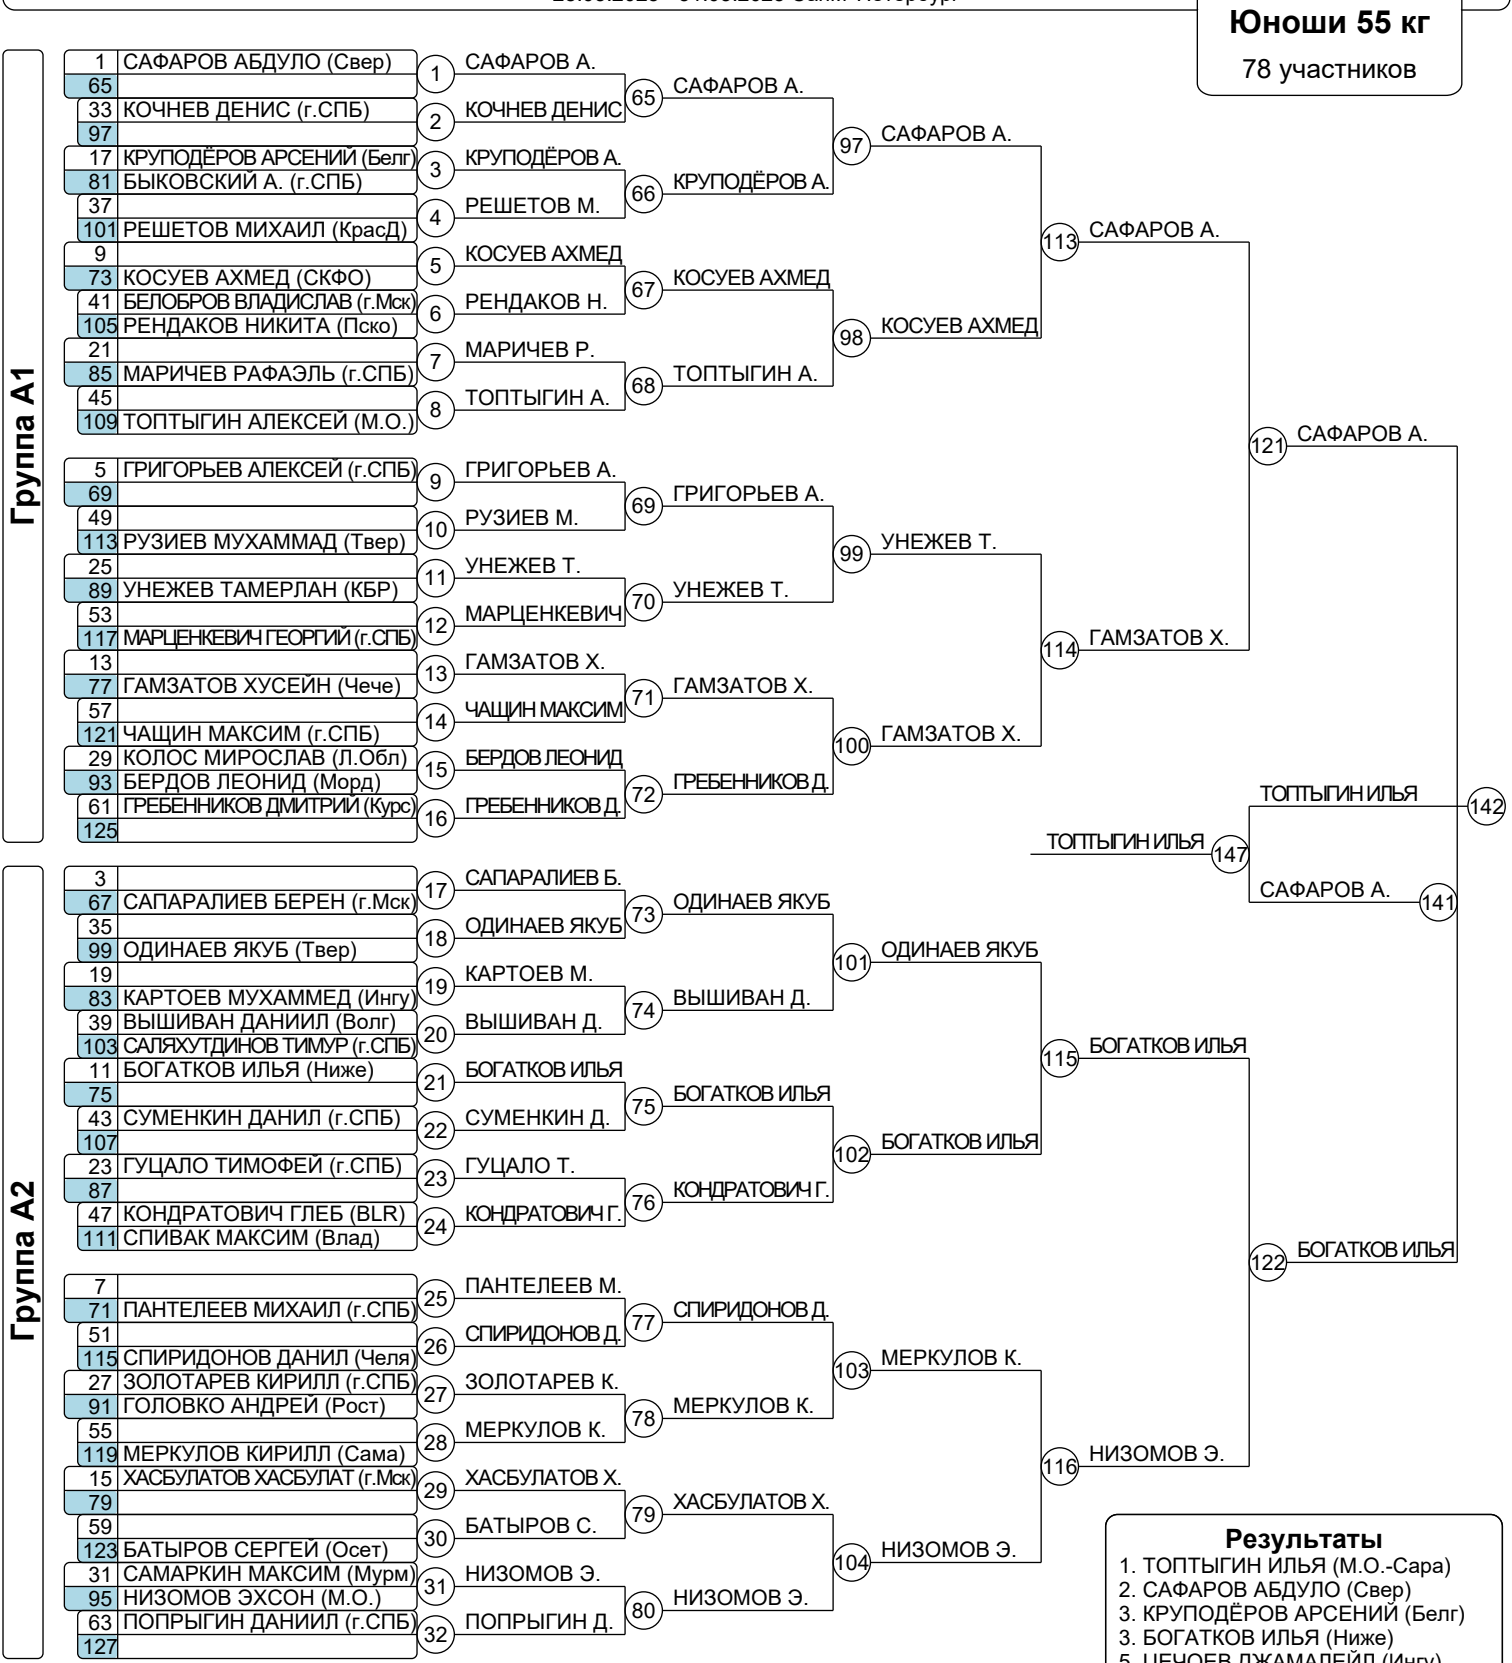 Юноши 55 кг
78 участников
Группа А1
1 САФАРОВ АБДУЛО (Свер)
65
33 КОЧНЕВ ДЕНИС (г.СПБ)
97
17 КРУПОДЁРОВ АРСЕНИЙ (Белг)
81 БЫКОВСКИЙ А. (г.СПБ)
37
101 РЕШЕТОВ МИХАИЛ (КрасД)
9
73 КОСУЕВ АХМЕД (СКФО)
41 БЕЛОБРОВ ВЛАДИСЛАВ (г.Мск)
105 РЕНДАКОВ НИКИТА (Пско)
21
85 МАРИЧЕВ РАФАЭЛЬ (г.СПБ)
45
109 ТОПТЫГИН АЛЕКСЕЙ (М.О.)
5 ГРИГОРЬЕВ АЛЕКСЕЙ (г.СПБ)
69
49
113 РУЗИЕВ МУХАММАД (Твер)
25
89 УНЕЖЕВ ТАМЕРЛАН (КБР)
53
117 МАРЦЕНКЕВИЧ ГЕОРГИЙ (г.СПБ)
13
77 ГАМЗАТОВ ХУСЕЙН (Чече)
57
121 ЧАЩИН МАКСИМ (г.СПБ)
29 КОЛОС МИРОСЛАВ (Л.Обл)
93 БЕРДОВ ЛЕОНИД (Морд)
61 ГРЕБЕННИКОВ ДМИТРИЙ (Курс)
125
Группа А2
3
67 САПАРАЛИЕВ БЕРЕН (г.Мск)
35
99 ОДИНАЕВ ЯКУБ (Твер)
19
83 КАРТОЕВ МУХАММЕД (Ингу)
39 ВЫШИВАН ДАНИИЛ (Волг)
103 САЛЯХУТДИНОВ ТИМУР (г.СПБ)
11 БОГАТКОВ ИЛЬЯ (Ниже)
75
43 СУМЕНКИН ДАНИЛ (г.СПБ)
107
23 ГУЦАЛО ТИМОФЕЙ (г.СПБ)
87
47 КОНДРАТОВИЧ ГЛЕБ (BLR)
111 СПИВАК МАКСИМ (Влад)
7
71 ПАНТЕЛЕЕВ МИХАИЛ (г.СПБ)
51
115 СПИРИДОНОВ ДАНИЛ (Челя)
27 ЗОЛОТАРЕВ КИРИЛЛ (г.СПБ)
91 ГОЛОВКО АНДРЕЙ (Рост)
55
119 МЕРКУЛОВ КИРИЛЛ (Сама)
15 ХАСБУЛАТОВ ХАСБУЛАТ (г.Мск)
79
59
123 БАТЫРОВ СЕРГЕЙ (Осет)
31 САМАРКИН МАКСИМ (Мурм)
95 НИЗОМОВ ЭХСОН (М.О.)
63 ПОПРЫГИН ДАНИИЛ (г.СПБ)
127
1 САФАРОВ А.
2 КОЧНЕВ ДЕНИС
3 КРУПОДЁРОВ А.
4 РЕШЕТОВ М.
5 КОСУЕВ АХМЕД
6 РЕНДАКОВ Н.
7 МАРИЧЕВ Р.
8 ТОПТЫГИН А.
9 ГРИГОРЬЕВ А.
10 РУЗИЕВ М.
11 УНЕЖЕВ Т.
12 МАРЦЕНКЕВИЧ
13 ГАМЗАТОВ Х.
14 ЧАЩИН МАКСИМ
15 БЕРДОВ ЛЕОНИД
16 ГРЕБЕННИКОВ Д.
17 САПАРАЛИЕВ Б.
18 ОДИНАЕВ ЯКУБ
19 КАРТОЕВ М.
20 ВЫШИВАН Д.
21 БОГАТКОВ ИЛЬЯ
22 СУМЕНКИН Д.
23 ГУЦАЛО Т.
24 КОНДРАТОВИЧ Г.
25 ПАНТЕЛЕЕВ М.
26 СПИРИДОНОВ Д.
27 ЗОЛОТАРЕВ К.
28 МЕРКУЛОВ К.
29 ХАСБУЛАТОВ Х.
30 БАТЫРОВ С.
31 НИЗОМОВ Э.
32 ПОПРЫГИН Д.
65 САФАРОВ А.
66 КРУПОДЁРОВ А.
67 КОСУЕВ АХМЕД
68 ТОПТЫГИН А.
69 ГРИГОРЬЕВ А.
70 УНЕЖЕВ Т.
71 ГАМЗАТОВ Х.
72 ГРЕБЕННИКОВ Д.
73 ОДИНАЕВ ЯКУБ
74 ВЫШИВАН Д.
75 БОГАТКОВ ИЛЬЯ
76 КОНДРАТОВИЧ Г.
77 СПИРИДОНОВ Д.
78 МЕРКУЛОВ К.
79 ХАСБУЛАТОВ Х.
80 НИЗОМОВ Э.
97 САФАРОВ А.
98 КОСУЕВ АХМЕД
99 УНЕЖЕВ Т.
100 ГАМЗАТОВ Х.
101 ОДИНАЕВ ЯКУБ
102 БОГАТКОВ ИЛЬЯ
103 МЕРКУЛОВ К.
104 НИЗОМОВ Э.
113 САФАРОВ А.
114 ГАМЗАТОВ Х.
115 БОГАТКОВ ИЛЬЯ
116 НИЗОМОВ Э.
121 САФАРОВ А.
122 БОГАТКОВ ИЛЬЯ
ТОПТЫГИН ИЛЬЯ 142
ТОПТЫГИН ИЛЬЯ 147
САФАРОВ А. 141
Результаты
1. ТОПТЫГИН ИЛЬЯ (М.О.-Сара)
2. САФАРОВ АБДУЛО (Свер)
3. КРУПОДЁРОВ АРСЕНИЙ (Белг)
3. БОГАТКОВ ИЛЬЯ (Ниже)
5. ЦЕЧОЕВ ДЖАМАЛЕЙЛ (Ингу)